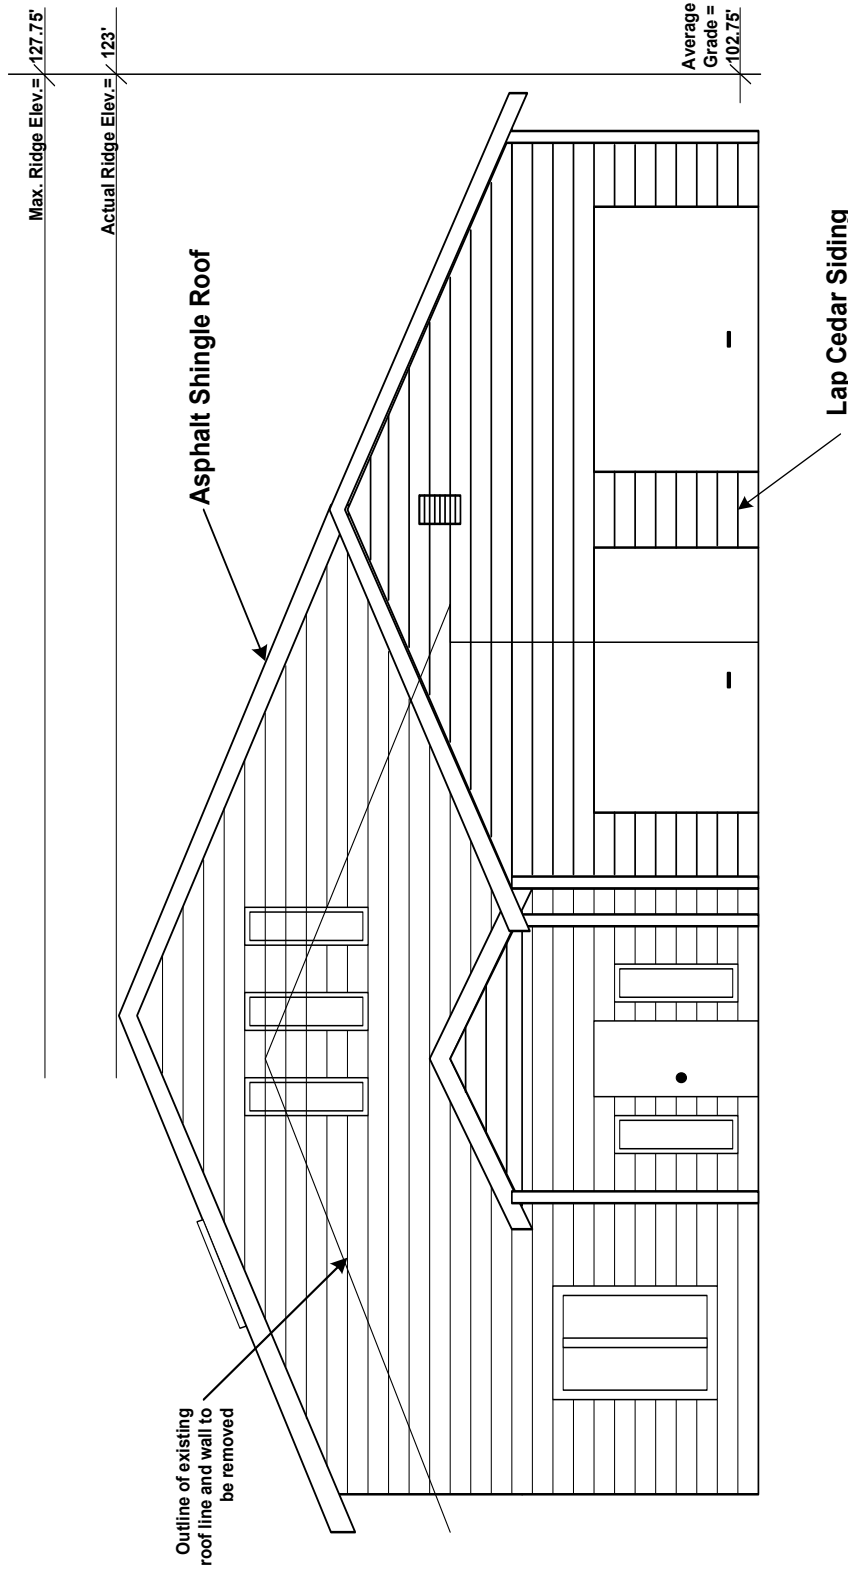 Max. Ridge Elev.= 127.75'
Actual Ridge Elev.= 123'
Average
Grade =
102.75'
Asphalt Shingle Roof
Outline of existing
roof line and wall to
be removed
Lap Cedar Siding